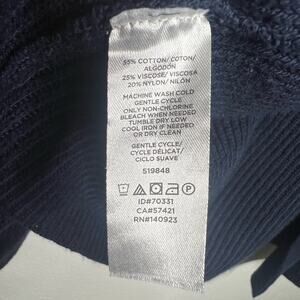 55% COTTON/ COTON/
ALGODÓN
25% VISCOSE/ VISCOSA
20% NYLON/ NILÓN
MACHINE WASH COLD
GENTLE CYCLE
ONLY NON-CHLORINE
BLEACH WHEN NEEDED
TUMBLE DRY LOW
COOL IRON IF NEEDED
OR DRY CLEAN
GENTLE CYCLE/
CYCLE DÉLICAT/
CICLO SUAVE
519848
ID#70331
CA#57421
RN#140923